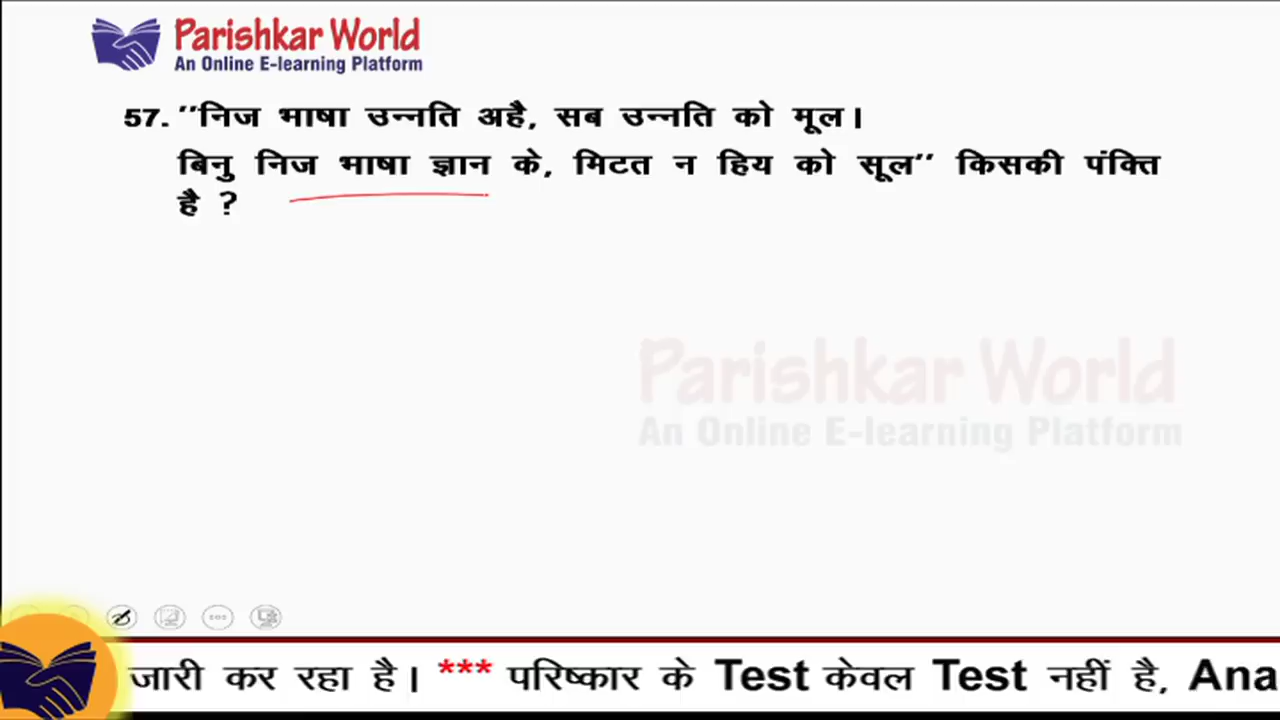 Parishkar World
An Online E-learning Platform
57. ''निज भाषा उन्नति अहै, सब उन्नति को मूल।
बिनु निज भाषा ज्ञान के, मिटत न हिय को सूल'' किसकी पंक्ति
है ?
Parishkar World
An Online E-learning Platform
जारी कर रहा है। *** परिष्कार के Test केवल Test नहीं है, Ana